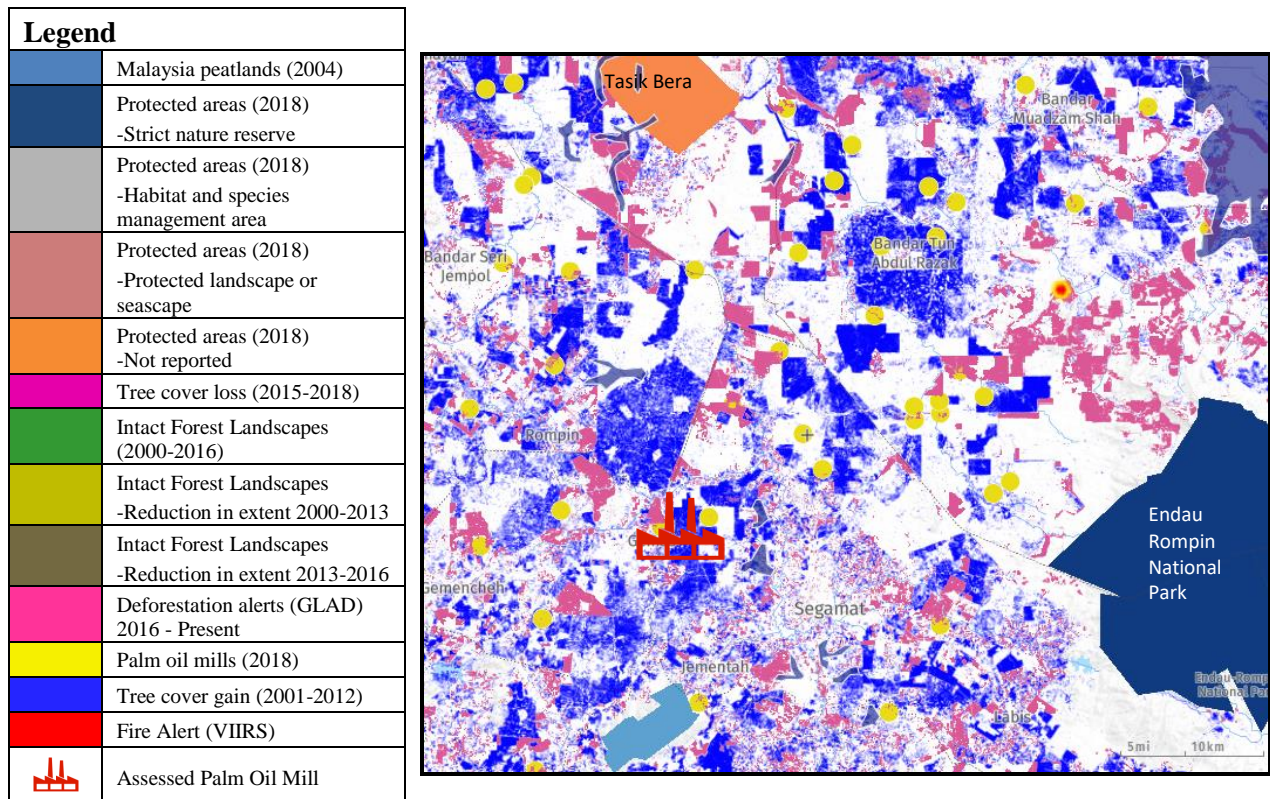 Legend
Malaysia peatlands (2004)
Protected areas (2018)
-Strict nature reserve
Protected areas (2018)
-Habitat and species
management area
Protected areas (2018)
-Protected landscape or
seascape
Protected areas (2018)
-Not reported
Tree cover loss (2015-2018)
Intact Forest Landscapes
(2000-2016)
Intact Forest Landscapes
-Reduction in extent 2000-2013
Intact Forest Landscapes
-Reduction in extent 2013-2016
Deforestation alerts (GLAD)
2016 - Present
Palm oil mills (2018)
Tree cover gain (2001-2012)
Fire Alert (VIIRS)
Assessed Palm Oil Mill
Tasik Bera
Bandar
Muadzam Shah
Bandar Seri
Jempol
Bandar Tun
Abdul Razak
Rompin
Endau
Rompin
National
Park
Gemencheh
Segamat
Jementah
Labis
Endau-Romp
National Par
5mi
10km